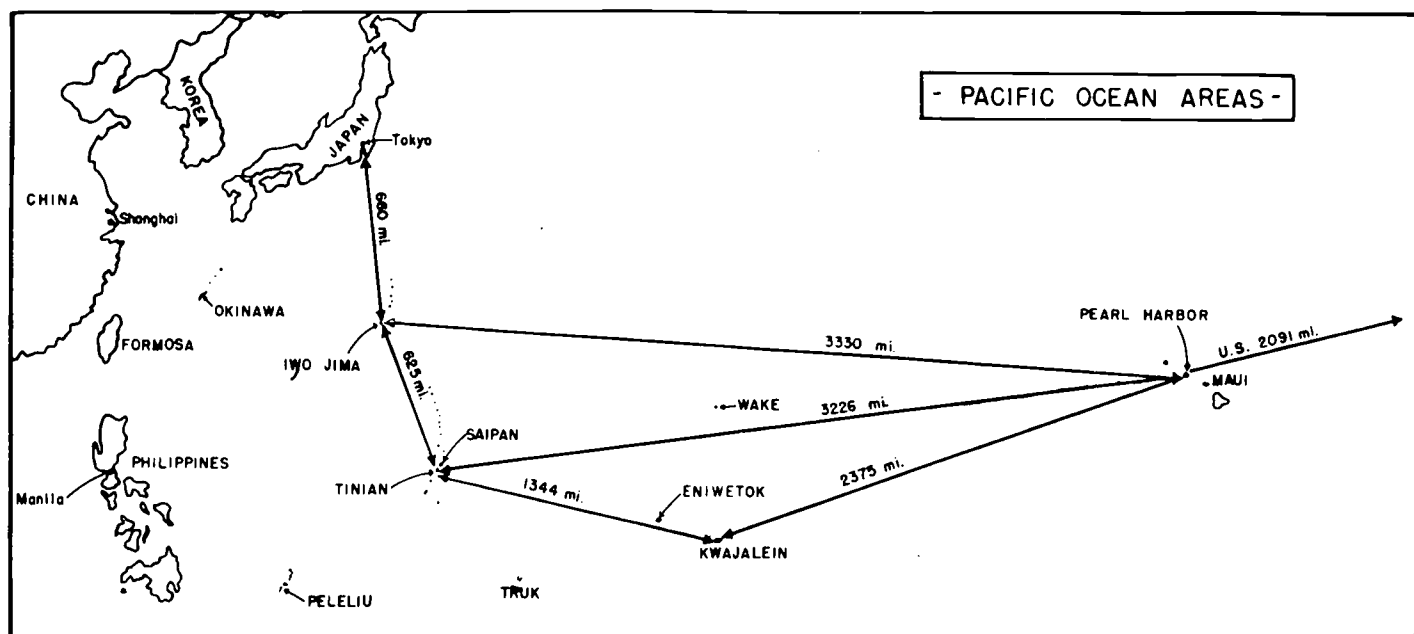 - PACIFIC OCEAN AREAS -
KOREA
JAPAN
Tokyo
CHINA
Shanghai
660 mi.
OKINAWA
FORMOSA
IWO JIMA
625 mi.
3330 mi.
PEARL HARBOR
U.S. 2091 mi.
MAUI
WAKE
3226 mi.
SAIPAN
PHILIPPINES
Manila
TINIAN
1344 mi.
ENIWETOK
2375 mi.
KWAJALEIN
PELELIU
TRUK